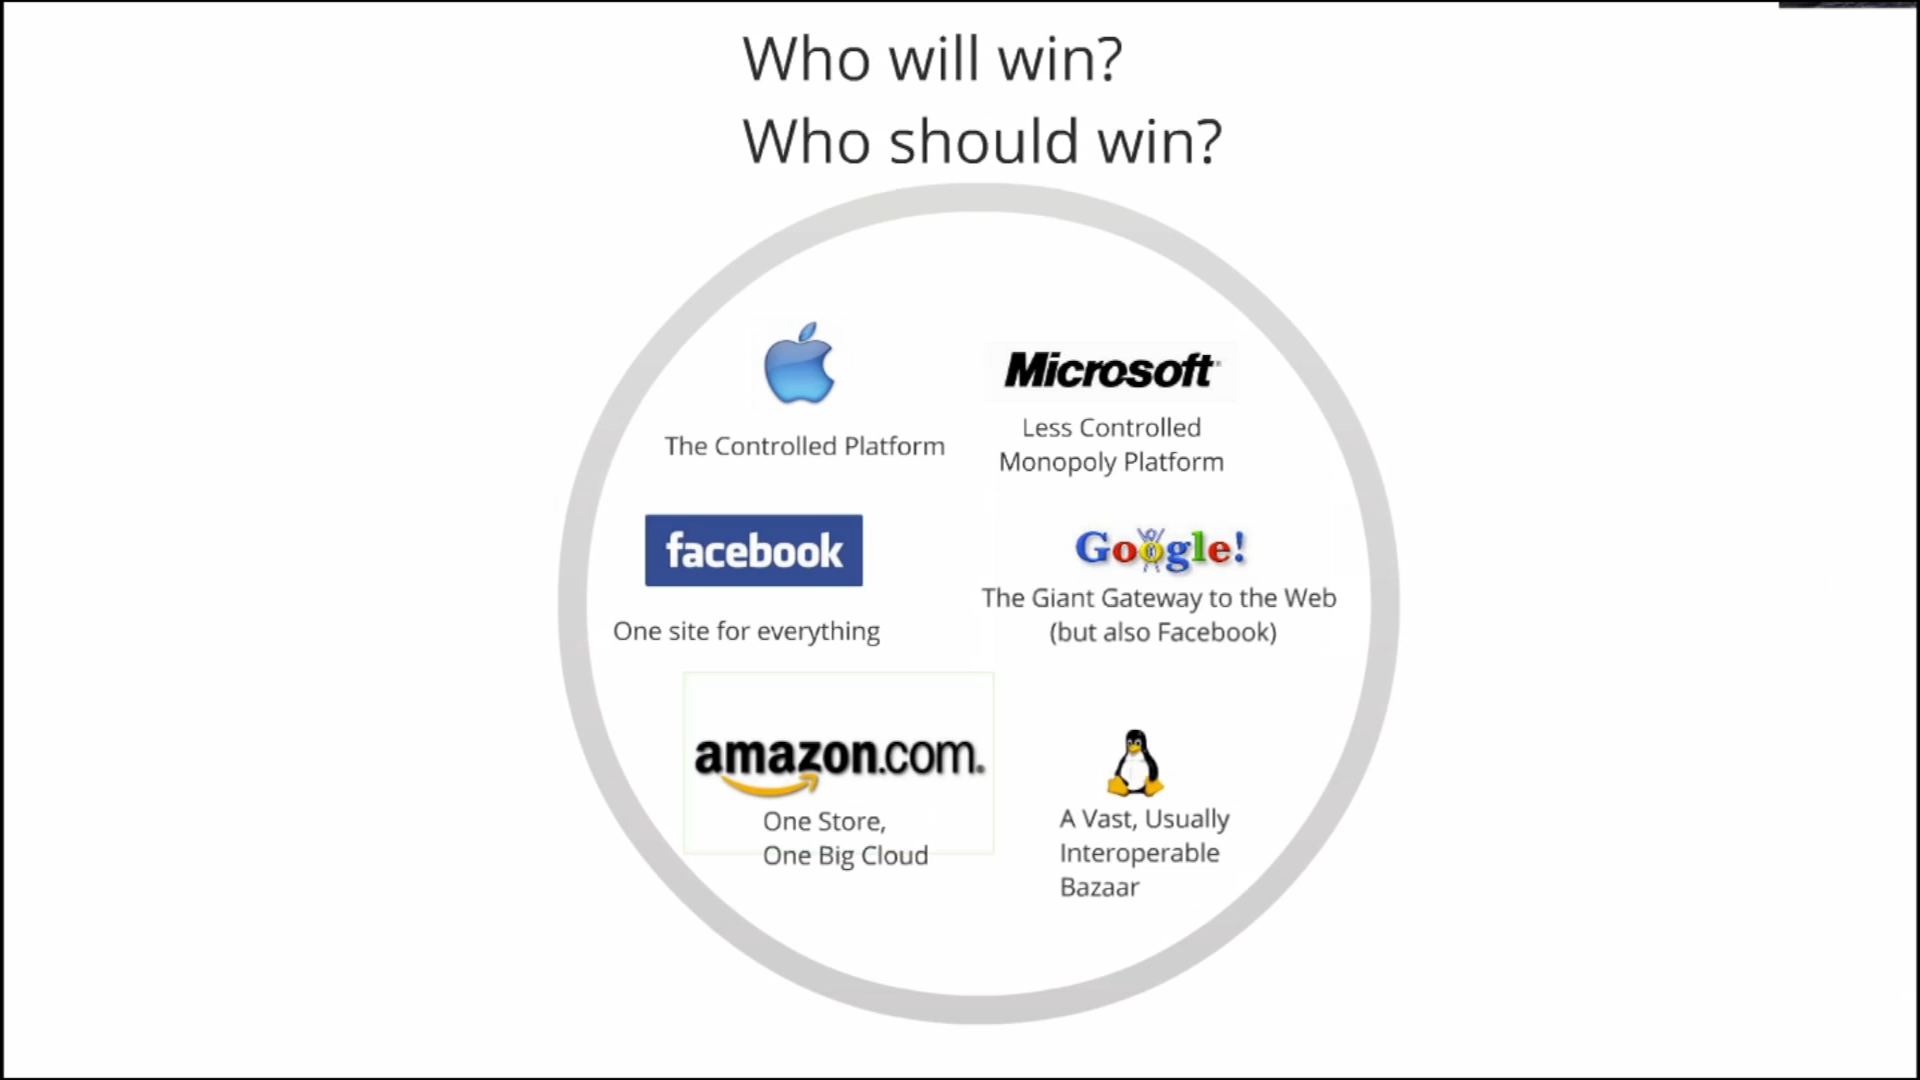 Who will win?
Who should win?
The Controlled Platform
Microsoft
Less Controlled
Monopoly Platform
facebook
One site for everything
Google!
The Giant Gateway to the Web
(but also Facebook)
amazon.com.
One Store,
One Big Cloud
A Vast, Usually
Interoperable
Bazaar